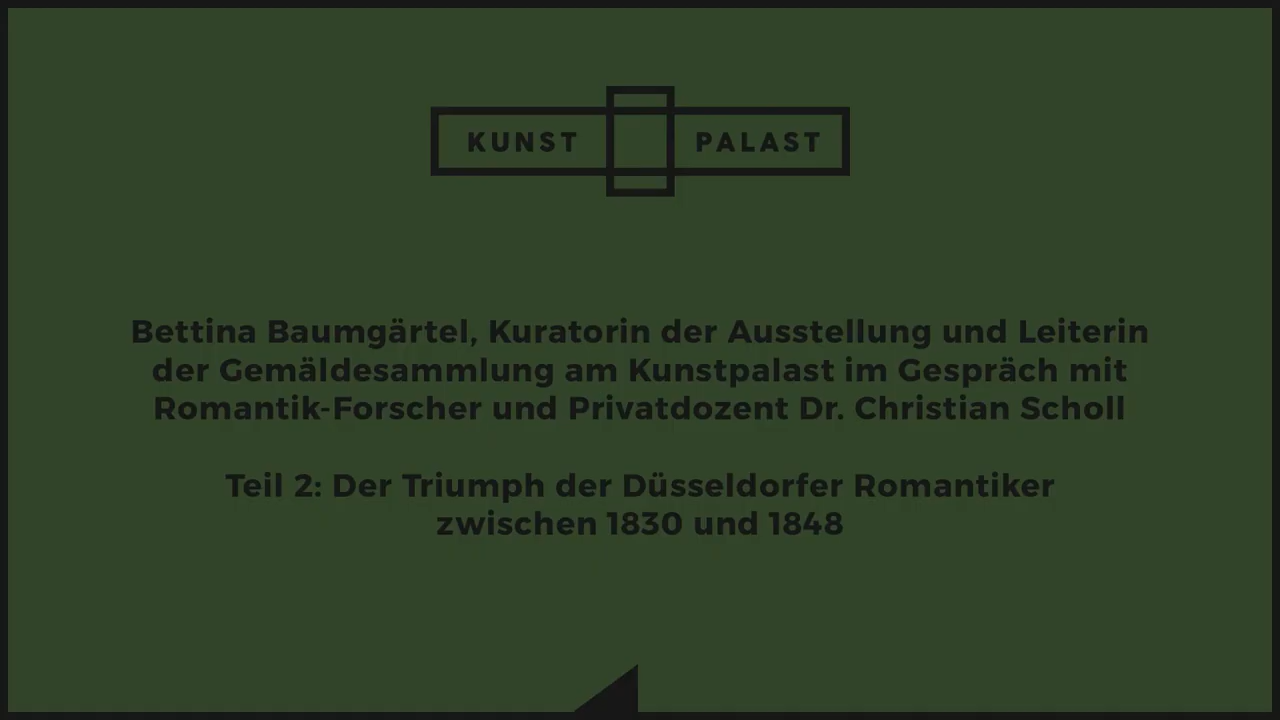 KUNST PALAST
Bettina Baumgärtel, Kuratorin der Ausstellung und Leiterin
der Gemäldesammlung am Kunstpalast im Gespräch mit
Romantik-Forscher und Privatdozent Dr. Christian Scholl
Teil 2: Der Triumph der Düsseldorfer Romantiker
zwischen 1830 und 1848